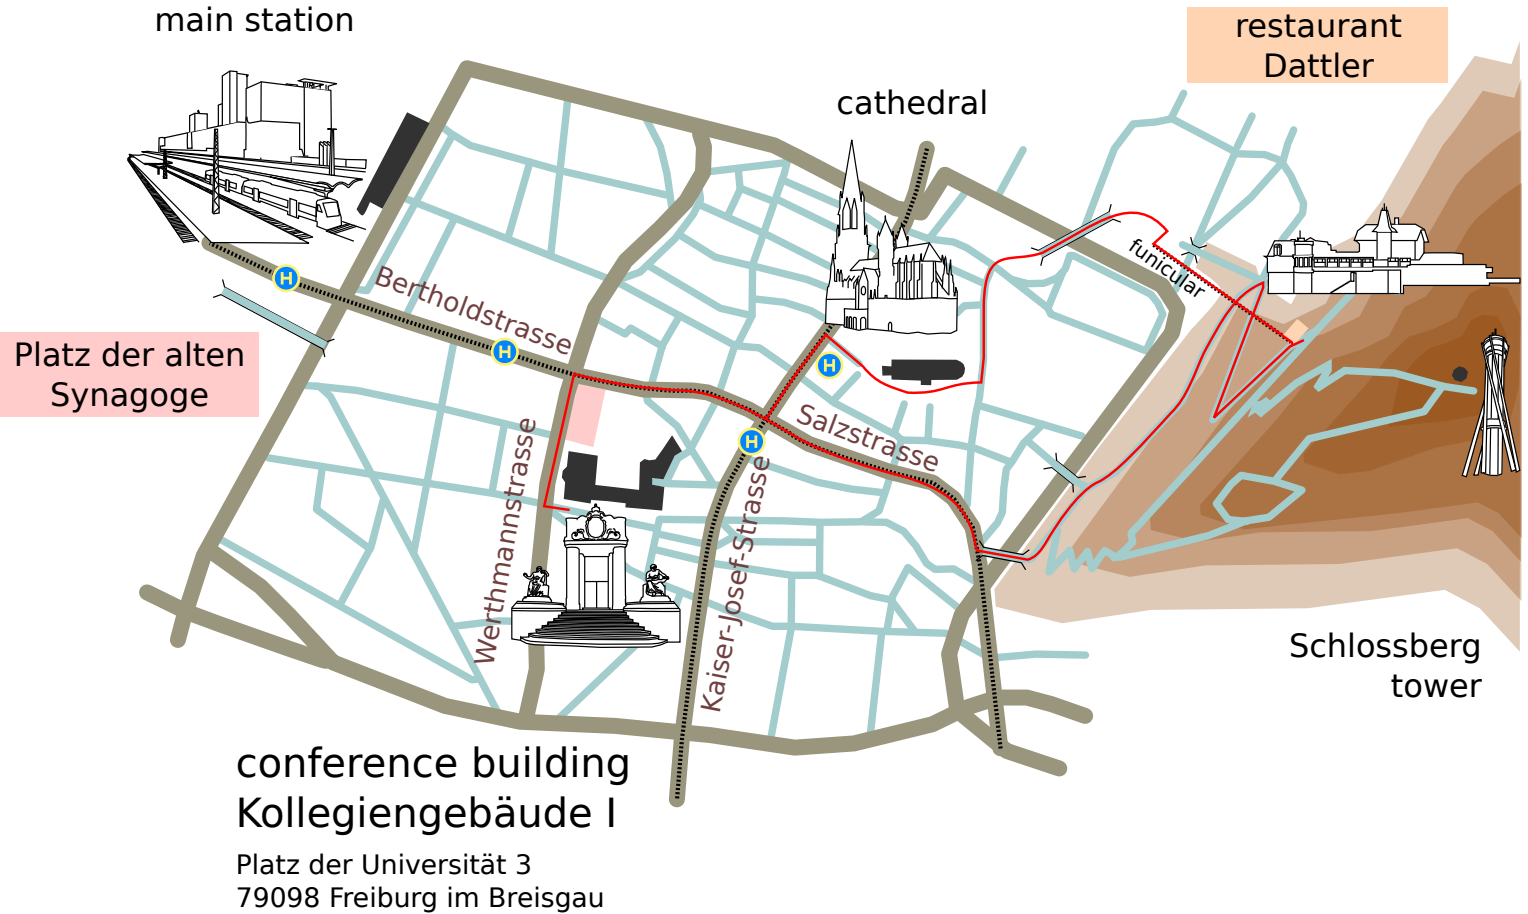 main station
restaurant
Dattler
cathedral
funicular
H
Bertholdstrasse
Platz der alten
Synagoge
H
H
Salzstrasse
H
Werthmannstrasse
Kaiser-Josef-Strasse
Schlossberg
tower
conference building
Kollegiengebäude I
Platz der Universität 3
79098 Freiburg im Breisgau